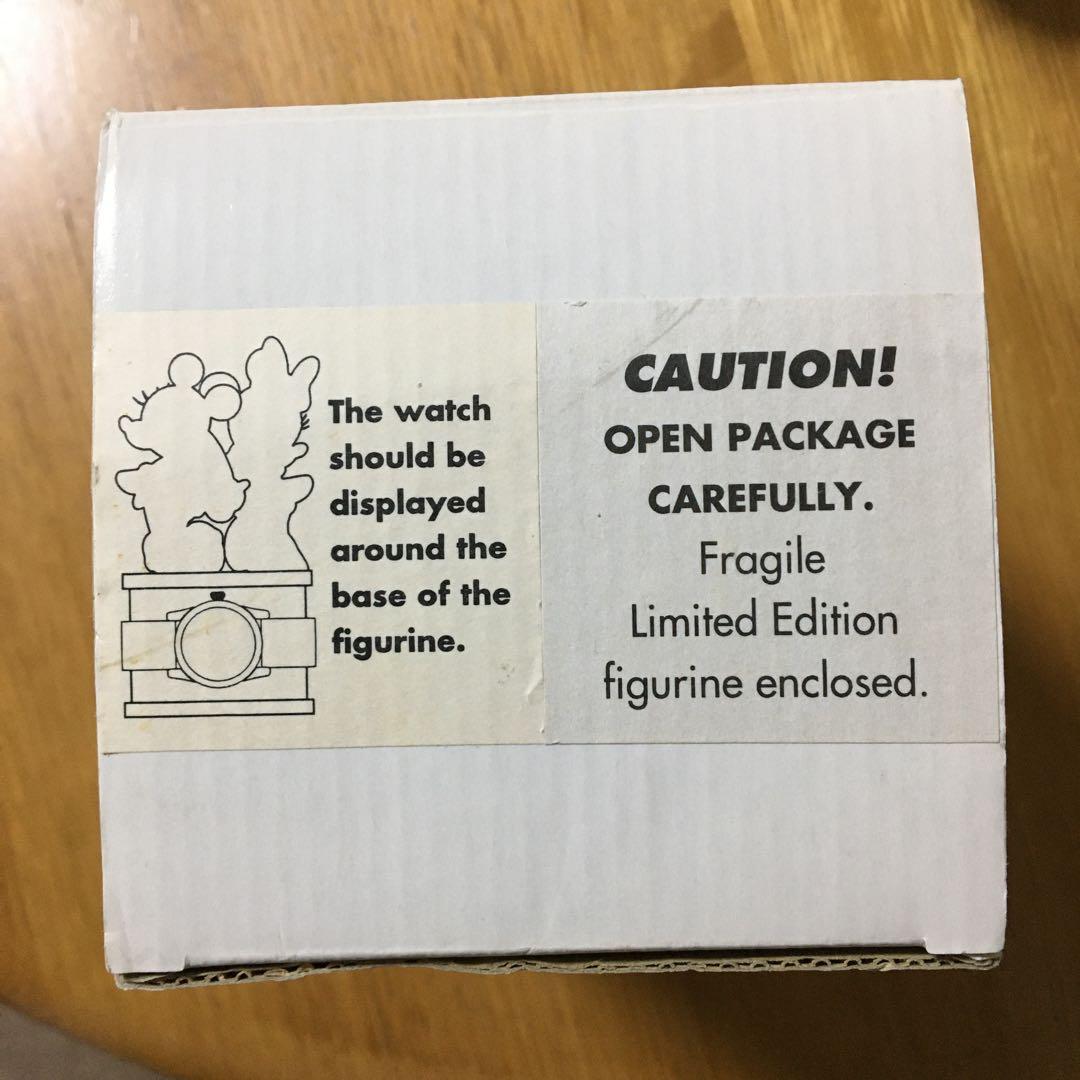 The watch
should be
displayed
around the
base of the
figurine.
CAUTION!
OPEN PACKAGE
CAREFULLY.
Fragile
Limited Edition
figurine enclosed.